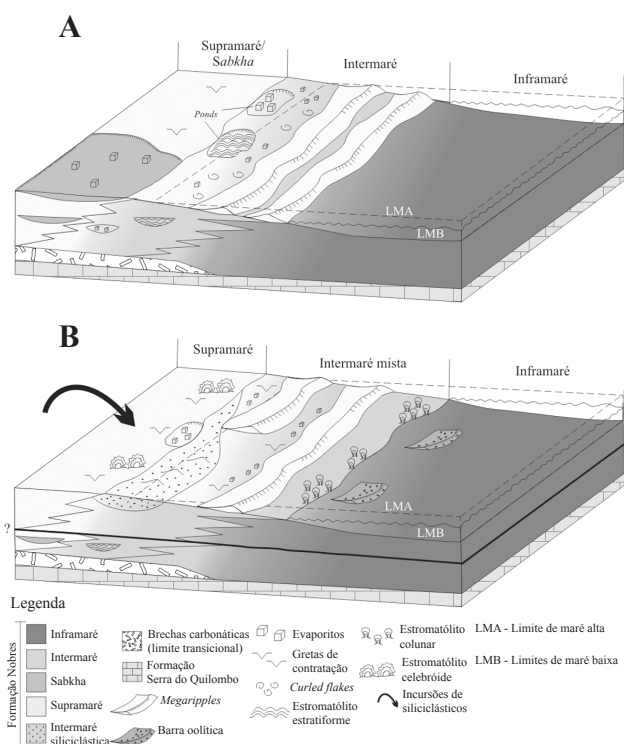 A
Supramaré/
Sabkha
Intermaré
Inframaré
Ponds
LMA
LMB
B
Supramaré
Intermaré mista
Inframaré
LMA
LMB
?
Legenda
Formação Nobres
Inframaré
Intermaré
Sabkha
Supramaré
Intermaré
siliciclástica
Brechas carbonáticas
(limite transicional)
Formação
Serra do Quilombo
Megaripples
Barra oolítica
Evaporitos
Gretas de
contratação
Curled flakes
Estromatólito
estratiforme
Estromatólito
colunar
Estromatólito
celebróide
Incursões de
siliciclásticos
LMA - Limite de maré alta
LMB - Limites de maré baixa